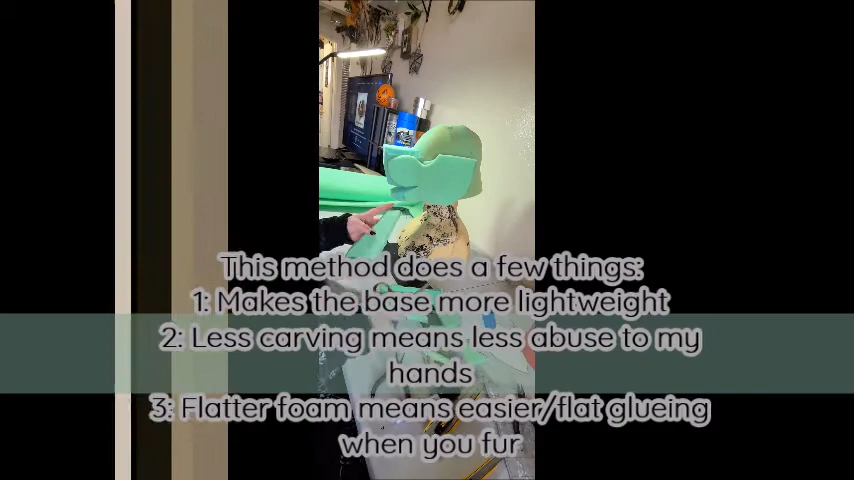 This method does a few things:
1: Makes the base more lightweight
2: Less carving means less abuse to my
hands
3: Flatter foam means easier/flat glueing
when you fur